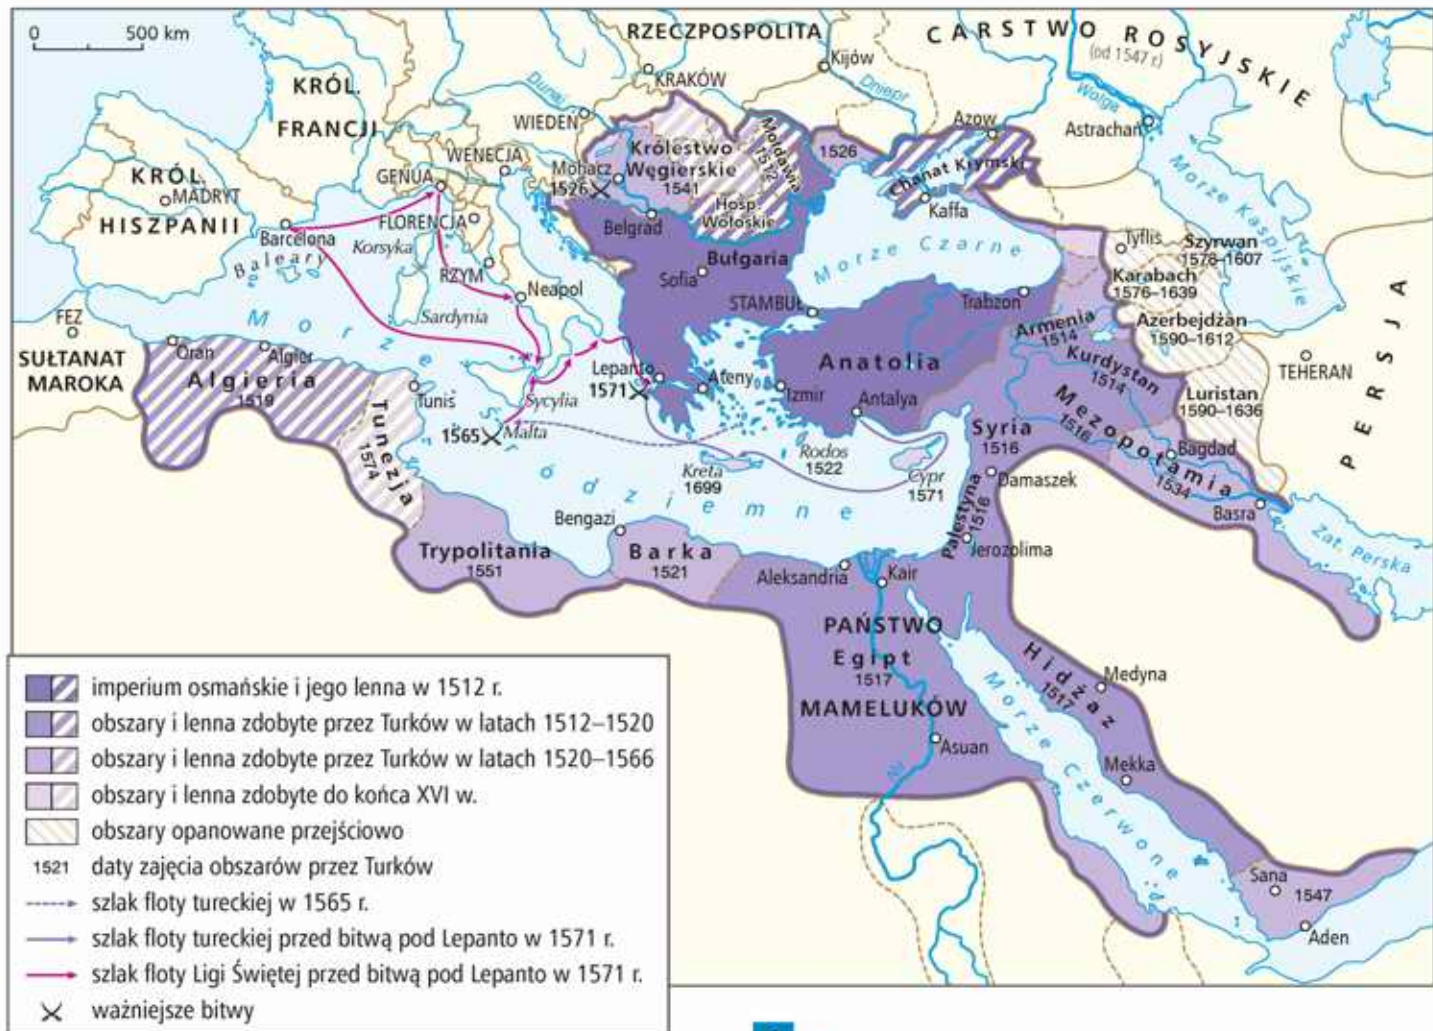 0 500 km
RZECZPOSPOLITA
CARSTWO ROSYJSKIE
(od 1547 r.)
Kijów
KRAKÓW
Dniepr
Wołga
Azow
Astrachań
KRÓL.
FRANCJI
Dunaj
WIEDEŃ
WENECJA
Mohacz
1526
Królestwo
Węgierskie
1541
Mołdawia
1512
1526
Chanat Krymski
Kaffa
Morze Kaspijskie
GENUA
KRÓL.
HISZPANII
MADRYT
Barcelona
Baleary
FLORENCJA
Korsyka
RZYM
Belgrad
Hosp.
Wołoskie
Bułgaria
Sofia
Morze Czarne
STAMBUŁ
Trabzon
Tyflis
Szyrwan
1578–1607
Karabach
1576–1639
Azerbejdżan
1590–1612
Armenia
1514
Kurdystan
1514
Luristan
1590–1636
TEHERAN
PERSJA
Neapol
Sardynia
FEZ
SUŁTANAT
MAROKA
Oran
Algier
Algieria
1519
Morze Śródziemne
Tunis
Tunezja
1574
Sycylia
1565
Malta
Lepanto
1571
Ateny
Izmir
Anatolia
Antalya
Rodos
1522
Kreta
1699
Cypr
1571
Syria
1516
Mezopotamia
1516
Bagdad
1534
Basra
Zat. Perska
Damaszek
Palestyna
1516
Jerozolima
Bengazi
Trypolitania
1551
Barka
1521
Aleksandria
Kair
PAŃSTWO
Egipt
1517
MAMELUKÓW
Asuan
Nil
Hidżaz
1517
Medyna
Mekka
Morze Czerwone
Sana
1547
Aden
imperium osmańskie i jego lenna w 1512 r.
obszary i lenna zdobyte przez Turków w latach 1512–1520
obszary i lenna zdobyte przez Turków w latach 1520–1566
obszary i lenna zdobyte do końca XVI w.
obszary opanowane przejściowo
1521 daty zajęcia obszarów przez Turków
szlak floty tureckiej w 1565 r.
szlak floty tureckiej przed bitwą pod Lepanto w 1571 r.
szlak floty Ligi Świętej przed bitwą pod Lepanto w 1571 r.
ważniejsze bitwy